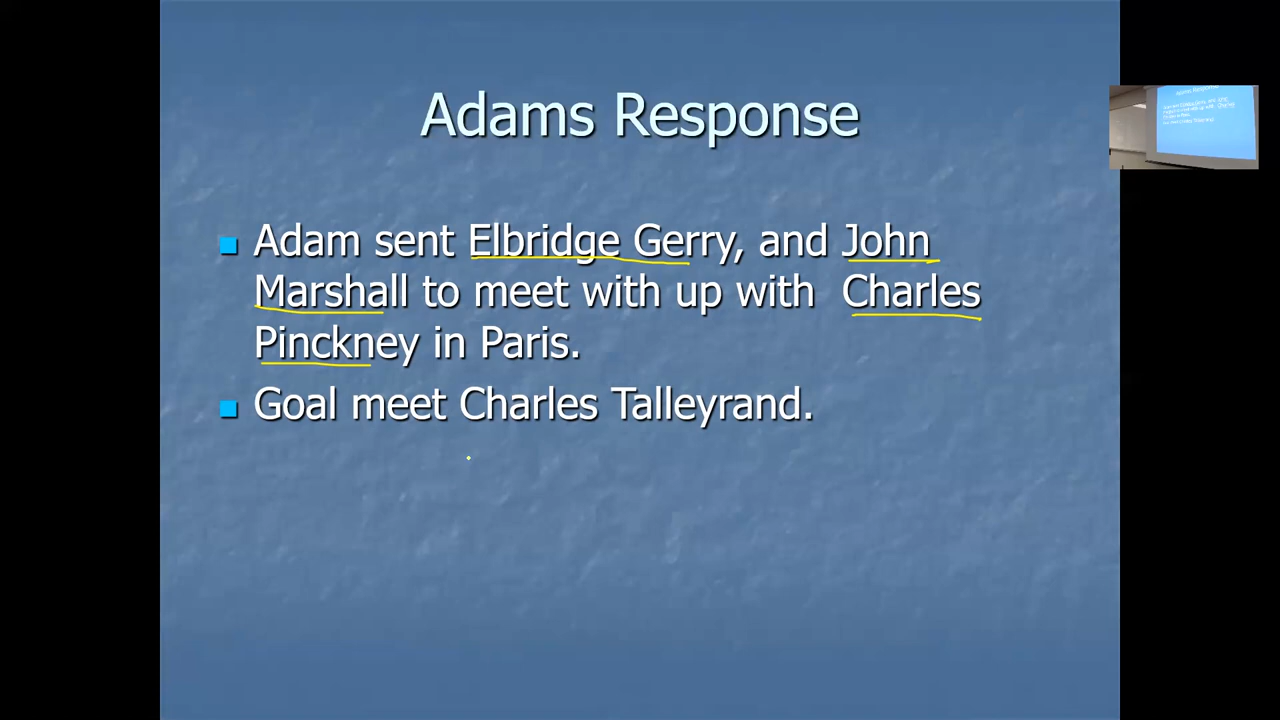 Adams Response
Adam sent Elbridge Gerry, and John
Marshall to meet with up with Charles
Pinckney in Paris.
Goal meet Charles Talleyrand.